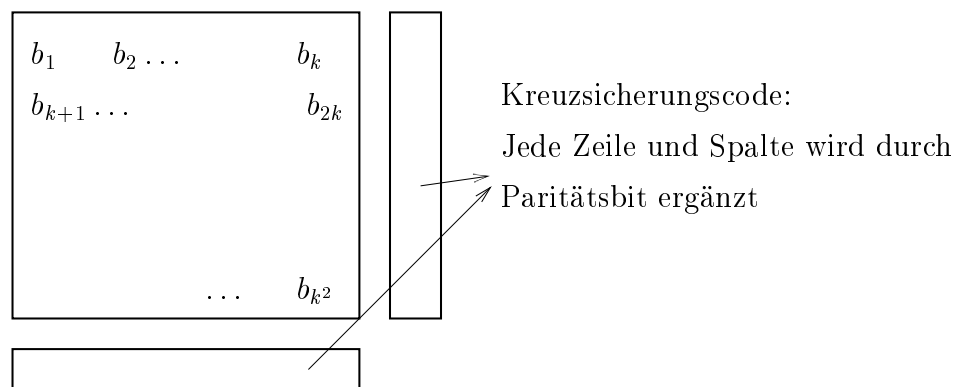 b₁ b₂ … bₖ
bₖ₊₁ … b₂ₖ
… bₖ²
Kreuzsicherungscode:
Jede Zeile und Spalte wird durch
Paritätsbit ergänzt